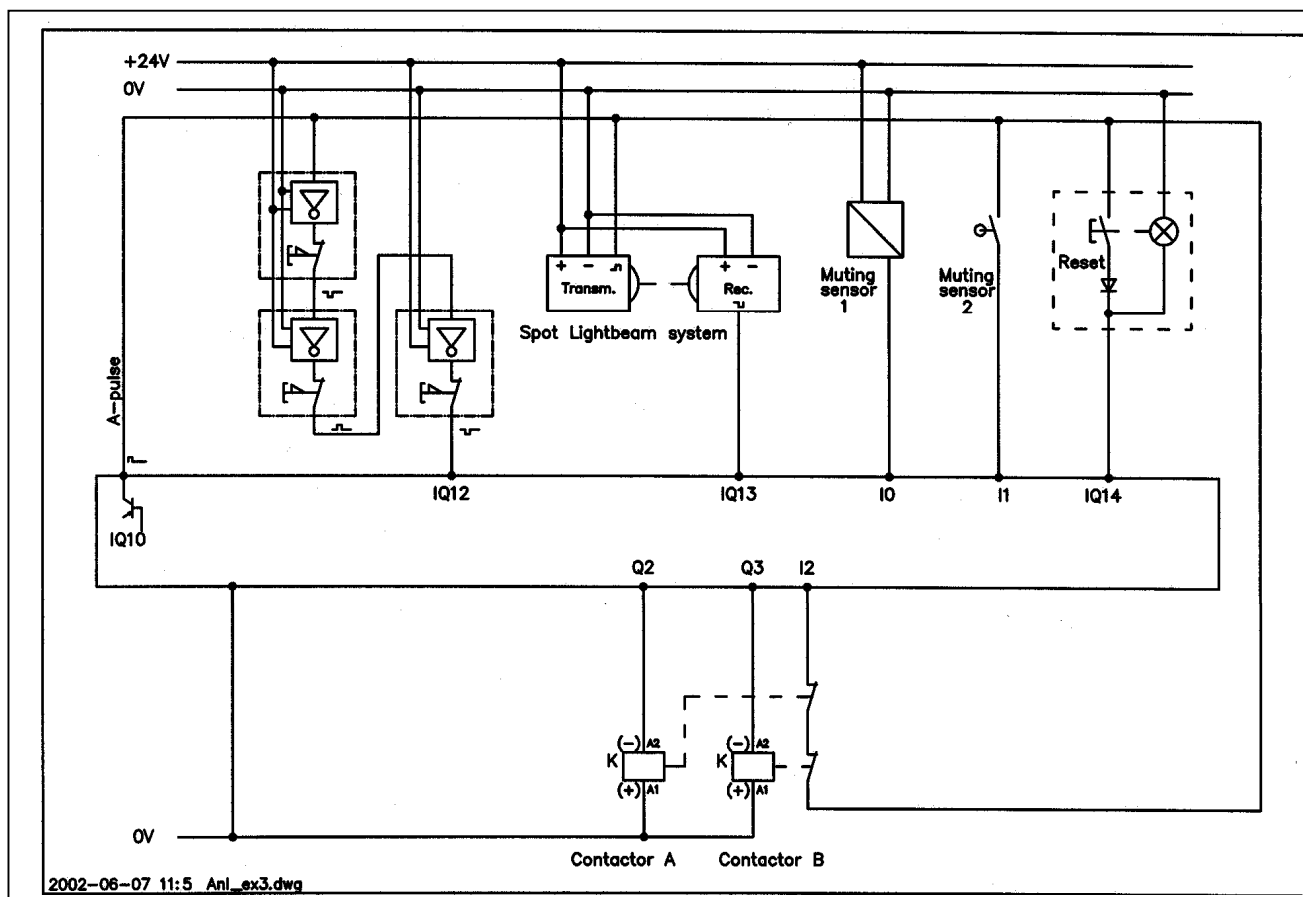 +24V
0V
+ − Transm.
+ − Rec.
Spot Lightbeam system
Muting
sensor
1
Muting
sensor
2
Reset
A-pulse
IQ10
IQ12
IQ13
I0
I1
IQ14
Q2
Q3
I2
(−) A2
K
(+) A1
(−) A2
K
(+) A1
0V
Contactor A
Contactor B
2002-06-07 11:5 Anl_ex3.dwg